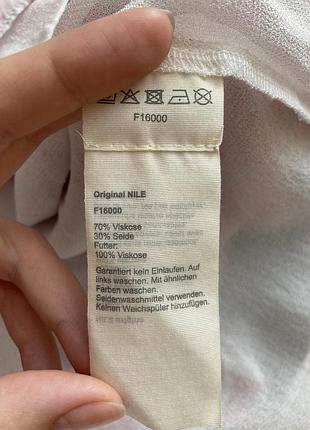 F16000
Original NILE
F16000
70% Viskose
30% Seide
Futter:
100% Viskose
Garantiert kein Einlaufen. Auf
links waschen. Mit ähnlichen
Farben waschen.
Seidenwaschmittel verwenden.
Keinen Weichspüler hinzufügen.